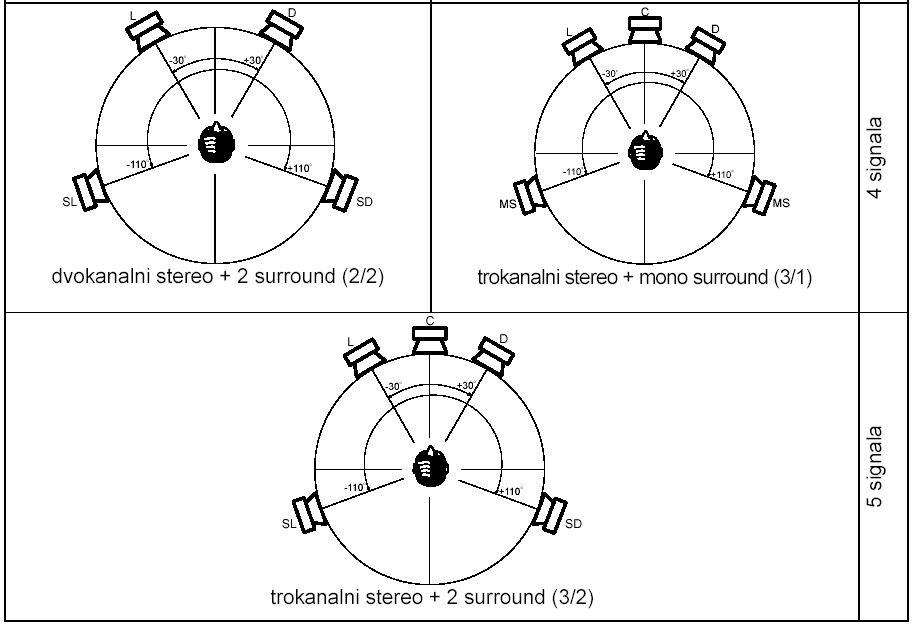 L
D
-30°
+30°
-110°
+110°
SL
SD
dvokanalni stereo + 2 surround (2/2)
C
L
D
-30°
+30°
-110°
+110°
MS
MS
trokanalni stereo + mono surround (3/1)
4 signala
C
L
D
-30°
+30°
-110°
+110°
SL
SD
trokanalni stereo + 2 surround (3/2)
5 signala